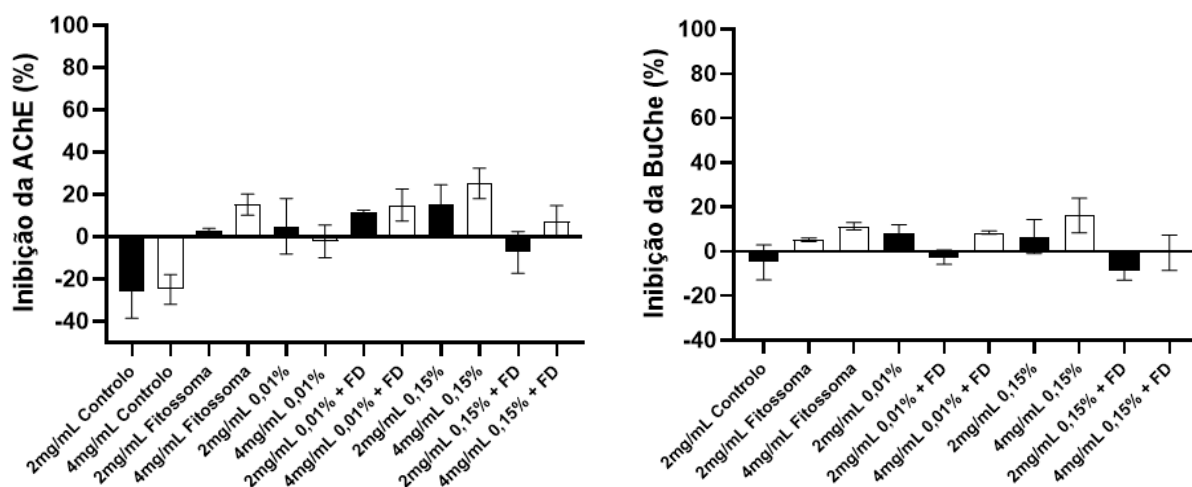 Inibição da AChE (%)
100
80
60
40
20
0
-20
-40
2mg/mL Controlo
4mg/mL Controlo
2mg/mL Fitossoma
4mg/mL Fitossoma
2mg/mL 0,01%
4mg/mL 0,01%
2mg/mL 0,01% + FD
4mg/mL 0,01% + FD
2mg/mL 0,15%
4mg/mL 0,15%
2mg/mL 0,15% + FD
4mg/mL 0,15% + FD
Inibição da BuChe (%)
100
80
60
40
20
0
-20
-40
2mg/mL Controlo
2mg/mL Fitossoma
4mg/mL Fitossoma
2mg/mL 0,01%
2mg/mL 0,01% + FD
4mg/mL 0,01% + FD
2mg/mL 0,15%
4mg/mL 0,15%
2mg/mL 0,15% + FD
4mg/mL 0,15% + FD